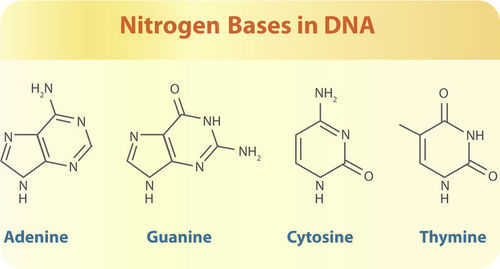 Nitrogen Bases in DNA
H₂N
N
N
N
N
N
H
Adenine
O
N
NH
N
NH₂
N
H
Guanine
NH₂
N
N
H
O
Cytosine
O
NH
N
H
O
Thymine